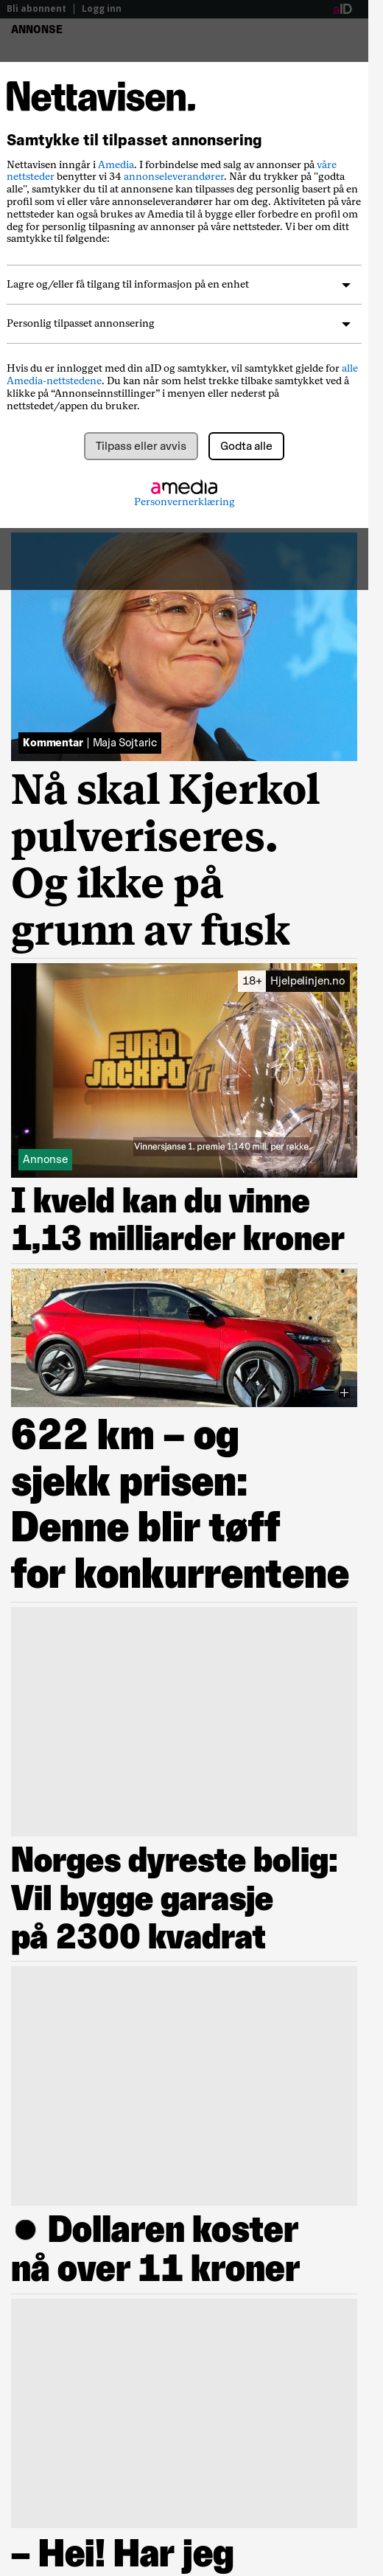 Bli abonnent | Logg inn
aID
ANNONSE
Nettavisen.
Samtykke til tilpasset annonsering
Nettavisen inngår i Amedia. I forbindelse med salg av annonser på våre
nettsteder benytter vi 34 annonseleverandører. Når du trykker på "godta
alle", samtykker du til at annonsene kan tilpasses deg personlig basert på en
profil som vi eller våre annonseleverandører har om deg. Aktiviteten på våre
nettsteder kan også brukes av Amedia til å bygge eller forbedre en profil om
deg for personlig tilpasning av annonser på våre nettsteder. Vi ber om ditt
samtykke til følgende:
Lagre og/eller få tilgang til informasjon på en enhet
Personlig tilpasset annonsering
Hvis du er innlogget med din aID og samtykker, vil samtykket gjelde for alle
Amedia-nettstedene. Du kan når som helst trekke tilbake samtykket ved å
klikke på “Annonseinnstillinger” i menyen eller nederst på
nettstedet/appen du bruker.
Tilpass eller avvis
Godta alle
amedia
Personvernerklæring
Kommentar | Maja Sojtaric
Nå skal Kjerkol
pulveriseres.
Og ikke på
grunn av fusk
18+ Hjelpelinjen.no
EURO
JACKPOT
Vinnersjanse 1. premie 1:140 mill. per rekke.
Annonse
I kveld kan du vinne
1,13 milliarder kroner
622 km – og
sjekk prisen:
Denne blir tøff
for konkurrentene
Norges dyreste bolig:
Vil bygge garasje
på 2300 kvadrat
● Dollaren koster
nå over 11 kroner
– Hei! Har jeg